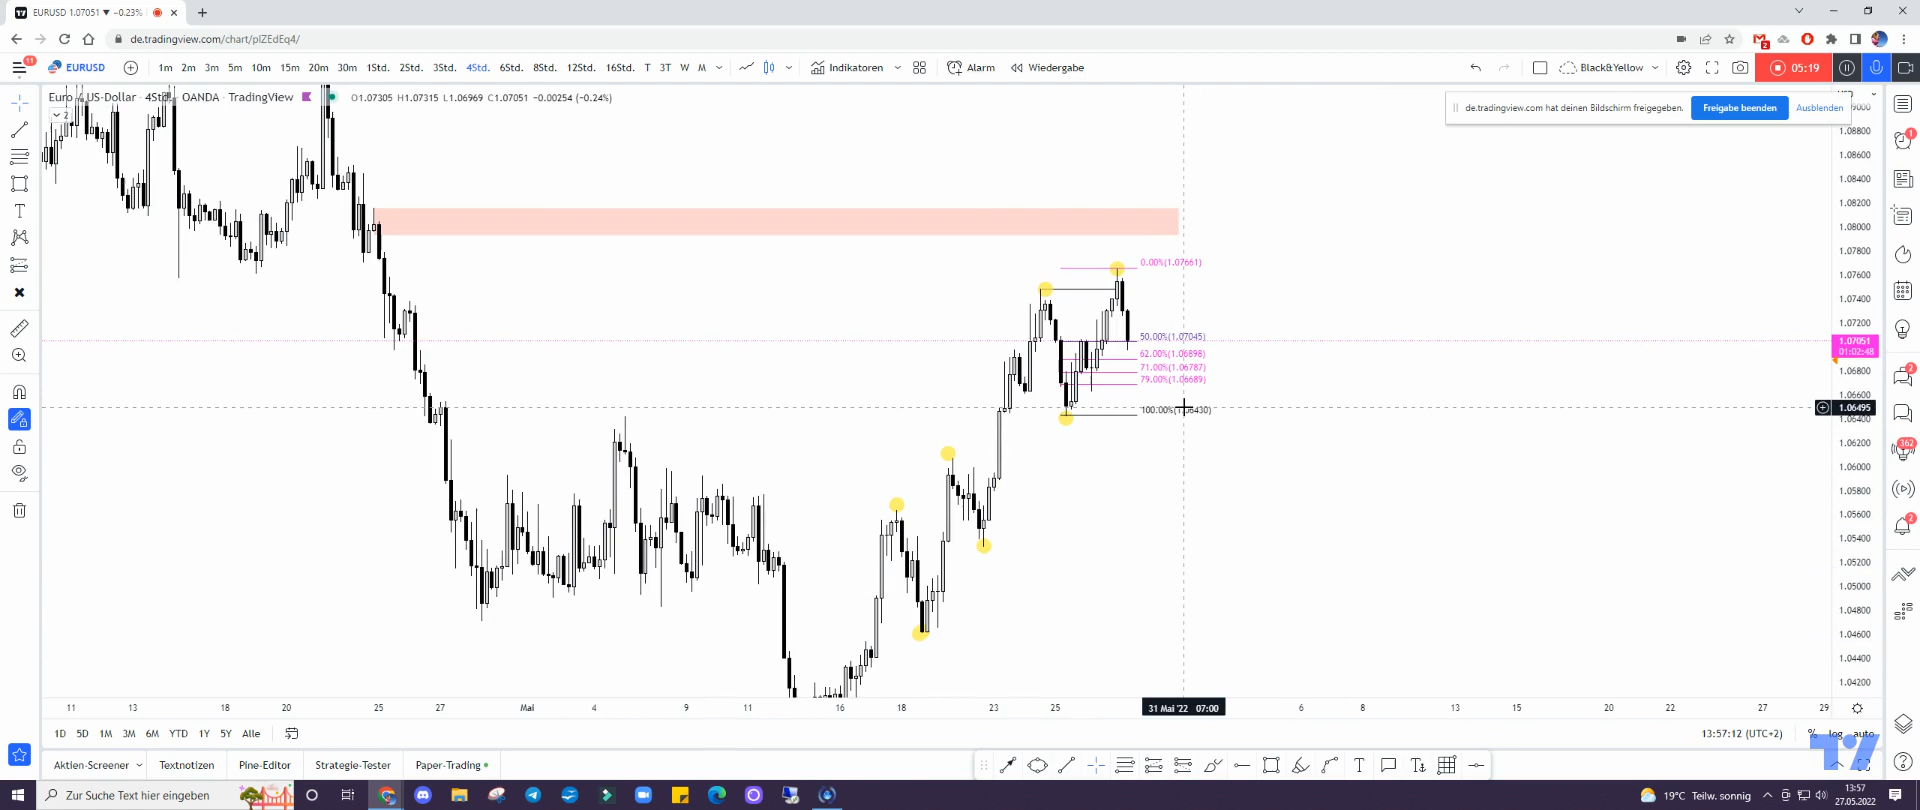 EURUSD 1.07051 ▼ −0.23%
de.tradingview.com/chart/pIZEdEq4/
2
11
EURUSD
1m 2m 3m 5m 10m 15m 20m 30m 1Std. 2Std. 3Std. 4Std. 6Std. 8Std. 12Std. 16Std. T 3T W M
Indikatoren
Alarm
Wiedergabe
Black&Yellow
05:19
Euro / US-Dollar · 4Std. · OANDA · TradingView
O1.07305 H1.07315 L1.06969 C1.07051 −0.00254 (−0.24%)
2
de.tradingview.com hat deinen Bildschirm freigegeben.
Freigabe beenden
Ausblenden
1.08800
1.08600
1.08400
1.08200
1.08000
1.07800
1.07600
1.07400
1.07200
1.07051
01:02:48
1.06800
1.06600
1.06495
1.06200
1.06000
1.05800
1.05600
1.05400
1.05200
1.05000
1.04800
1.04600
1.04400
1.04200
0.00%(1.07661)
50.00%(1.07045)
62.00%(1.06898)
71.00%(1.06787)
79.00%(1.06689)
100.00%(1.06430)
1
2
362
2
11 13 18 20 25 27 Mai 4 9 11 16 18 23 25 31 Mai '22 07:00 6 8 13 15 20 22 27 29
1D 5D 1M 3M 6M YTD 1Y 5Y Alle
13:57:12 (UTC+2)
% log auto
Aktien-Screener
Textnotizen
Pine-Editor
Strategie-Tester
Paper-Trading
Zur Suche Text hier eingeben
19°C Teilw. sonnig
13:57
27.05.2022